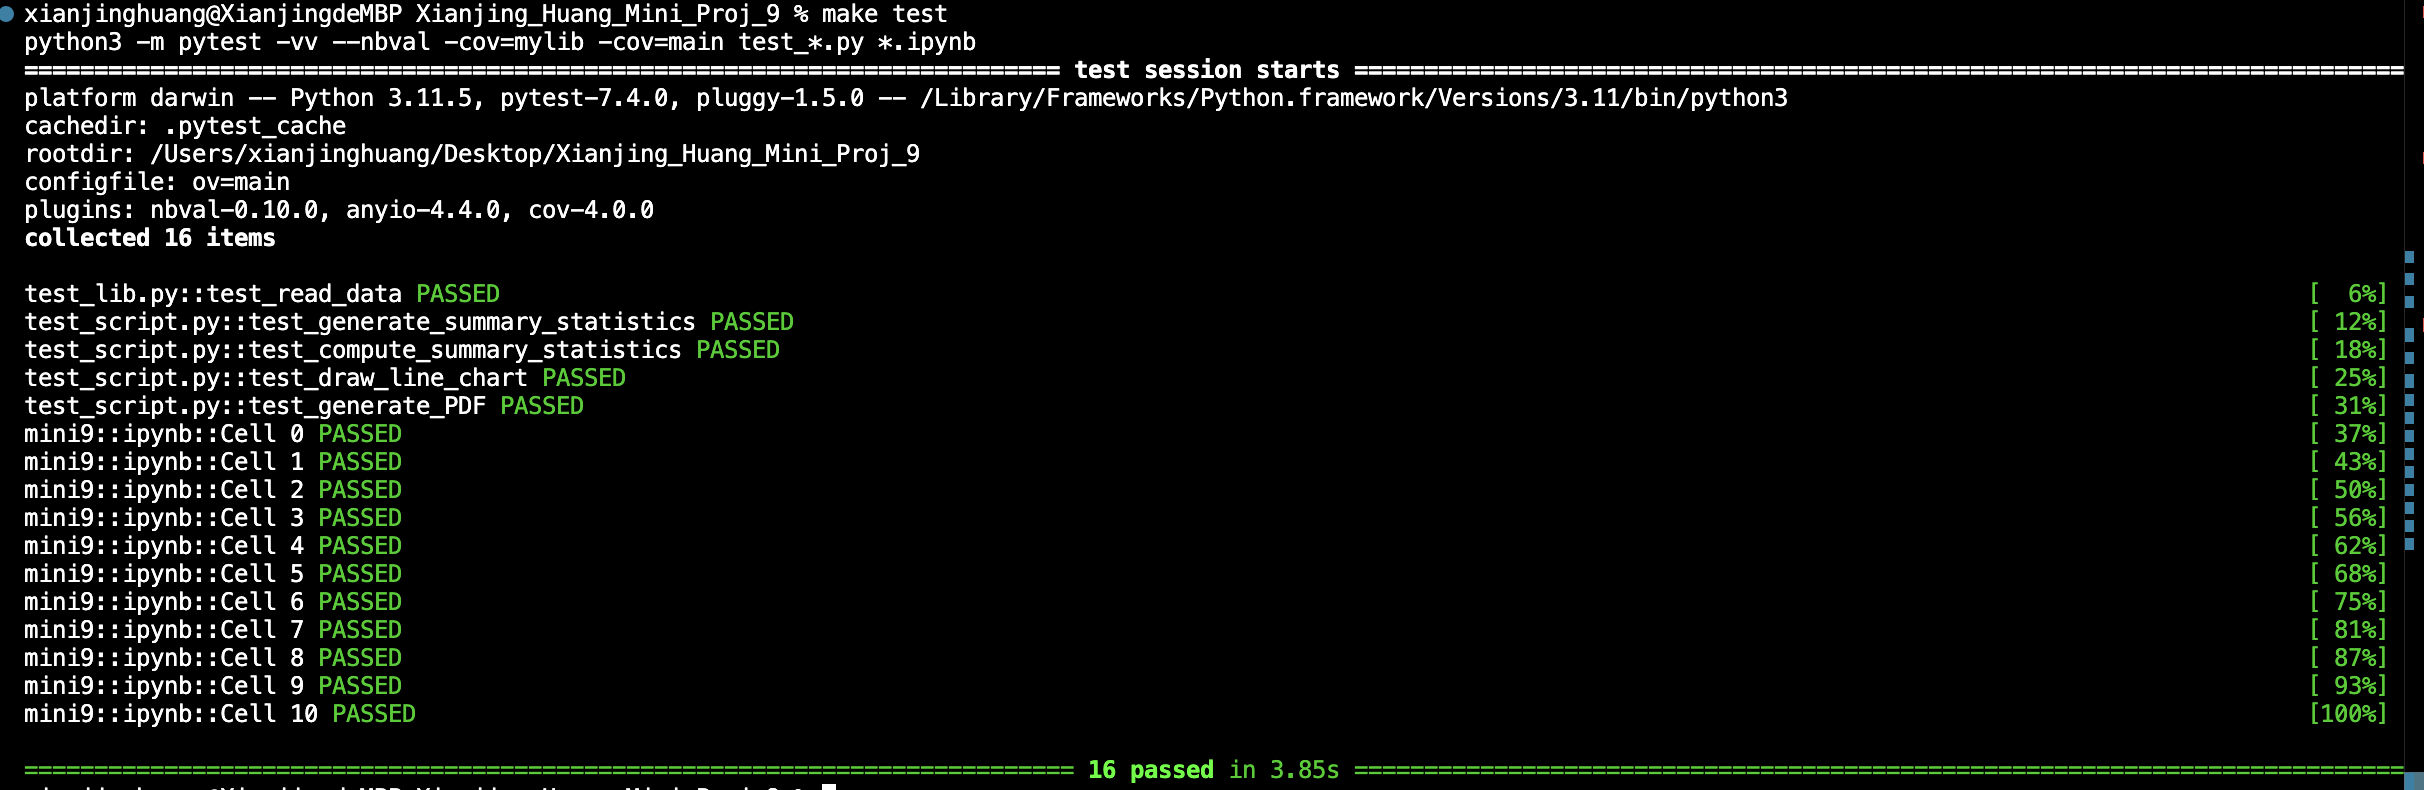 xianjinghuang@XianjingdeMBP Xianjing_Huang_Mini_Proj_9 % make test
python3 -m pytest -vv --nbval -cov=mylib -cov=main test_*.py *.ipynb
========================================================================== test session starts ===========================================================================
platform darwin -- Python 3.11.5, pytest-7.4.0, pluggy-1.5.0 -- /Library/Frameworks/Python.framework/Versions/3.11/bin/python3
cachedir: .pytest_cache
rootdir: /Users/xianjinghuang/Desktop/Xianjing_Huang_Mini_Proj_9
configfile: ov=main
plugins: nbval-0.10.0, anyio-4.4.0, cov-4.0.0
collected 16 items
test_lib.py::test_read_data PASSED [  6%]
test_script.py::test_generate_summary_statistics PASSED [ 12%]
test_script.py::test_compute_summary_statistics PASSED [ 18%]
test_script.py::test_draw_line_chart PASSED [ 25%]
test_script.py::test_generate_PDF PASSED [ 31%]
mini9::ipynb::Cell 0 PASSED [ 37%]
mini9::ipynb::Cell 1 PASSED [ 43%]
mini9::ipynb::Cell 2 PASSED [ 50%]
mini9::ipynb::Cell 3 PASSED [ 56%]
mini9::ipynb::Cell 4 PASSED [ 62%]
mini9::ipynb::Cell 5 PASSED [ 68%]
mini9::ipynb::Cell 6 PASSED [ 75%]
mini9::ipynb::Cell 7 PASSED [ 81%]
mini9::ipynb::Cell 8 PASSED [ 87%]
mini9::ipynb::Cell 9 PASSED [ 93%]
mini9::ipynb::Cell 10 PASSED [100%]
=========================================================================== 16 passed in 3.85s ===========================================================================